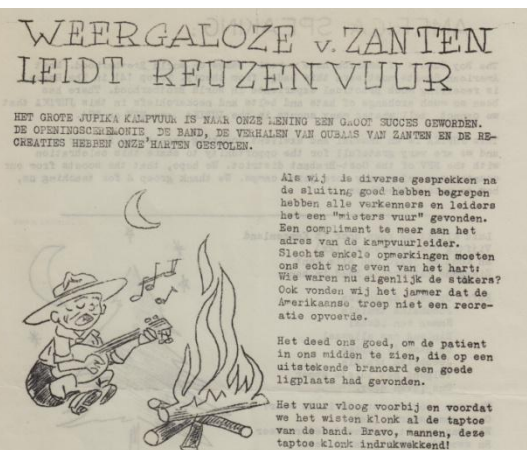 WEERGALOZE v. ZANTEN
LEIDT REUZENVUUR
HET GROTE JUPIKA KAMPVUUR IS NAAR ONZE MENING EEN GROOT SUCCES GEWORDEN.
DE OPENINGSCEREMONIE, DE BAND, DE VERHALEN VAN OUBAAS VAN ZANTEN EN DE RE-
CREATIES HEBBEN ONZE HARTEN GESTOLEN.
Als wij de diverse gesprekken na
de sluiting goed hebben begrepen
hebben alle verkenners en leiders
het een "mieters vuur" gevonden.
Een compliment te meer aan het
adres van de kampvuurleider.
Slechts enkele opmerkingen moeten
ons echt nog even van het hart:
Wie waren nu eigenlijk de stakers?
Ook vonden wij het jammer dat de
Amerikaanse troep niet een recre-
atie opvoerde.
Het deed ons goed, om de patient
in ons midden te zien, die op een
uitstekende brancard een goede
ligplaats had gevonden.
Het vuur vloog voorbij en voordat
we het wisten klonk al de taptoe
van de band. Bravo, mannen, deze
taptoe klonk indrukwekkend!